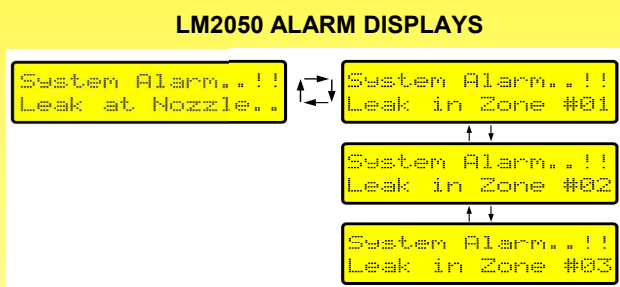 LM2050 ALARM DISPLAYS
System Alarm..!!
Leak at Nozzle..
System Alarm..!!
Leak in Zone #01
System Alarm..!!
Leak in Zone #02
System Alarm..!!
Leak in Zone #03